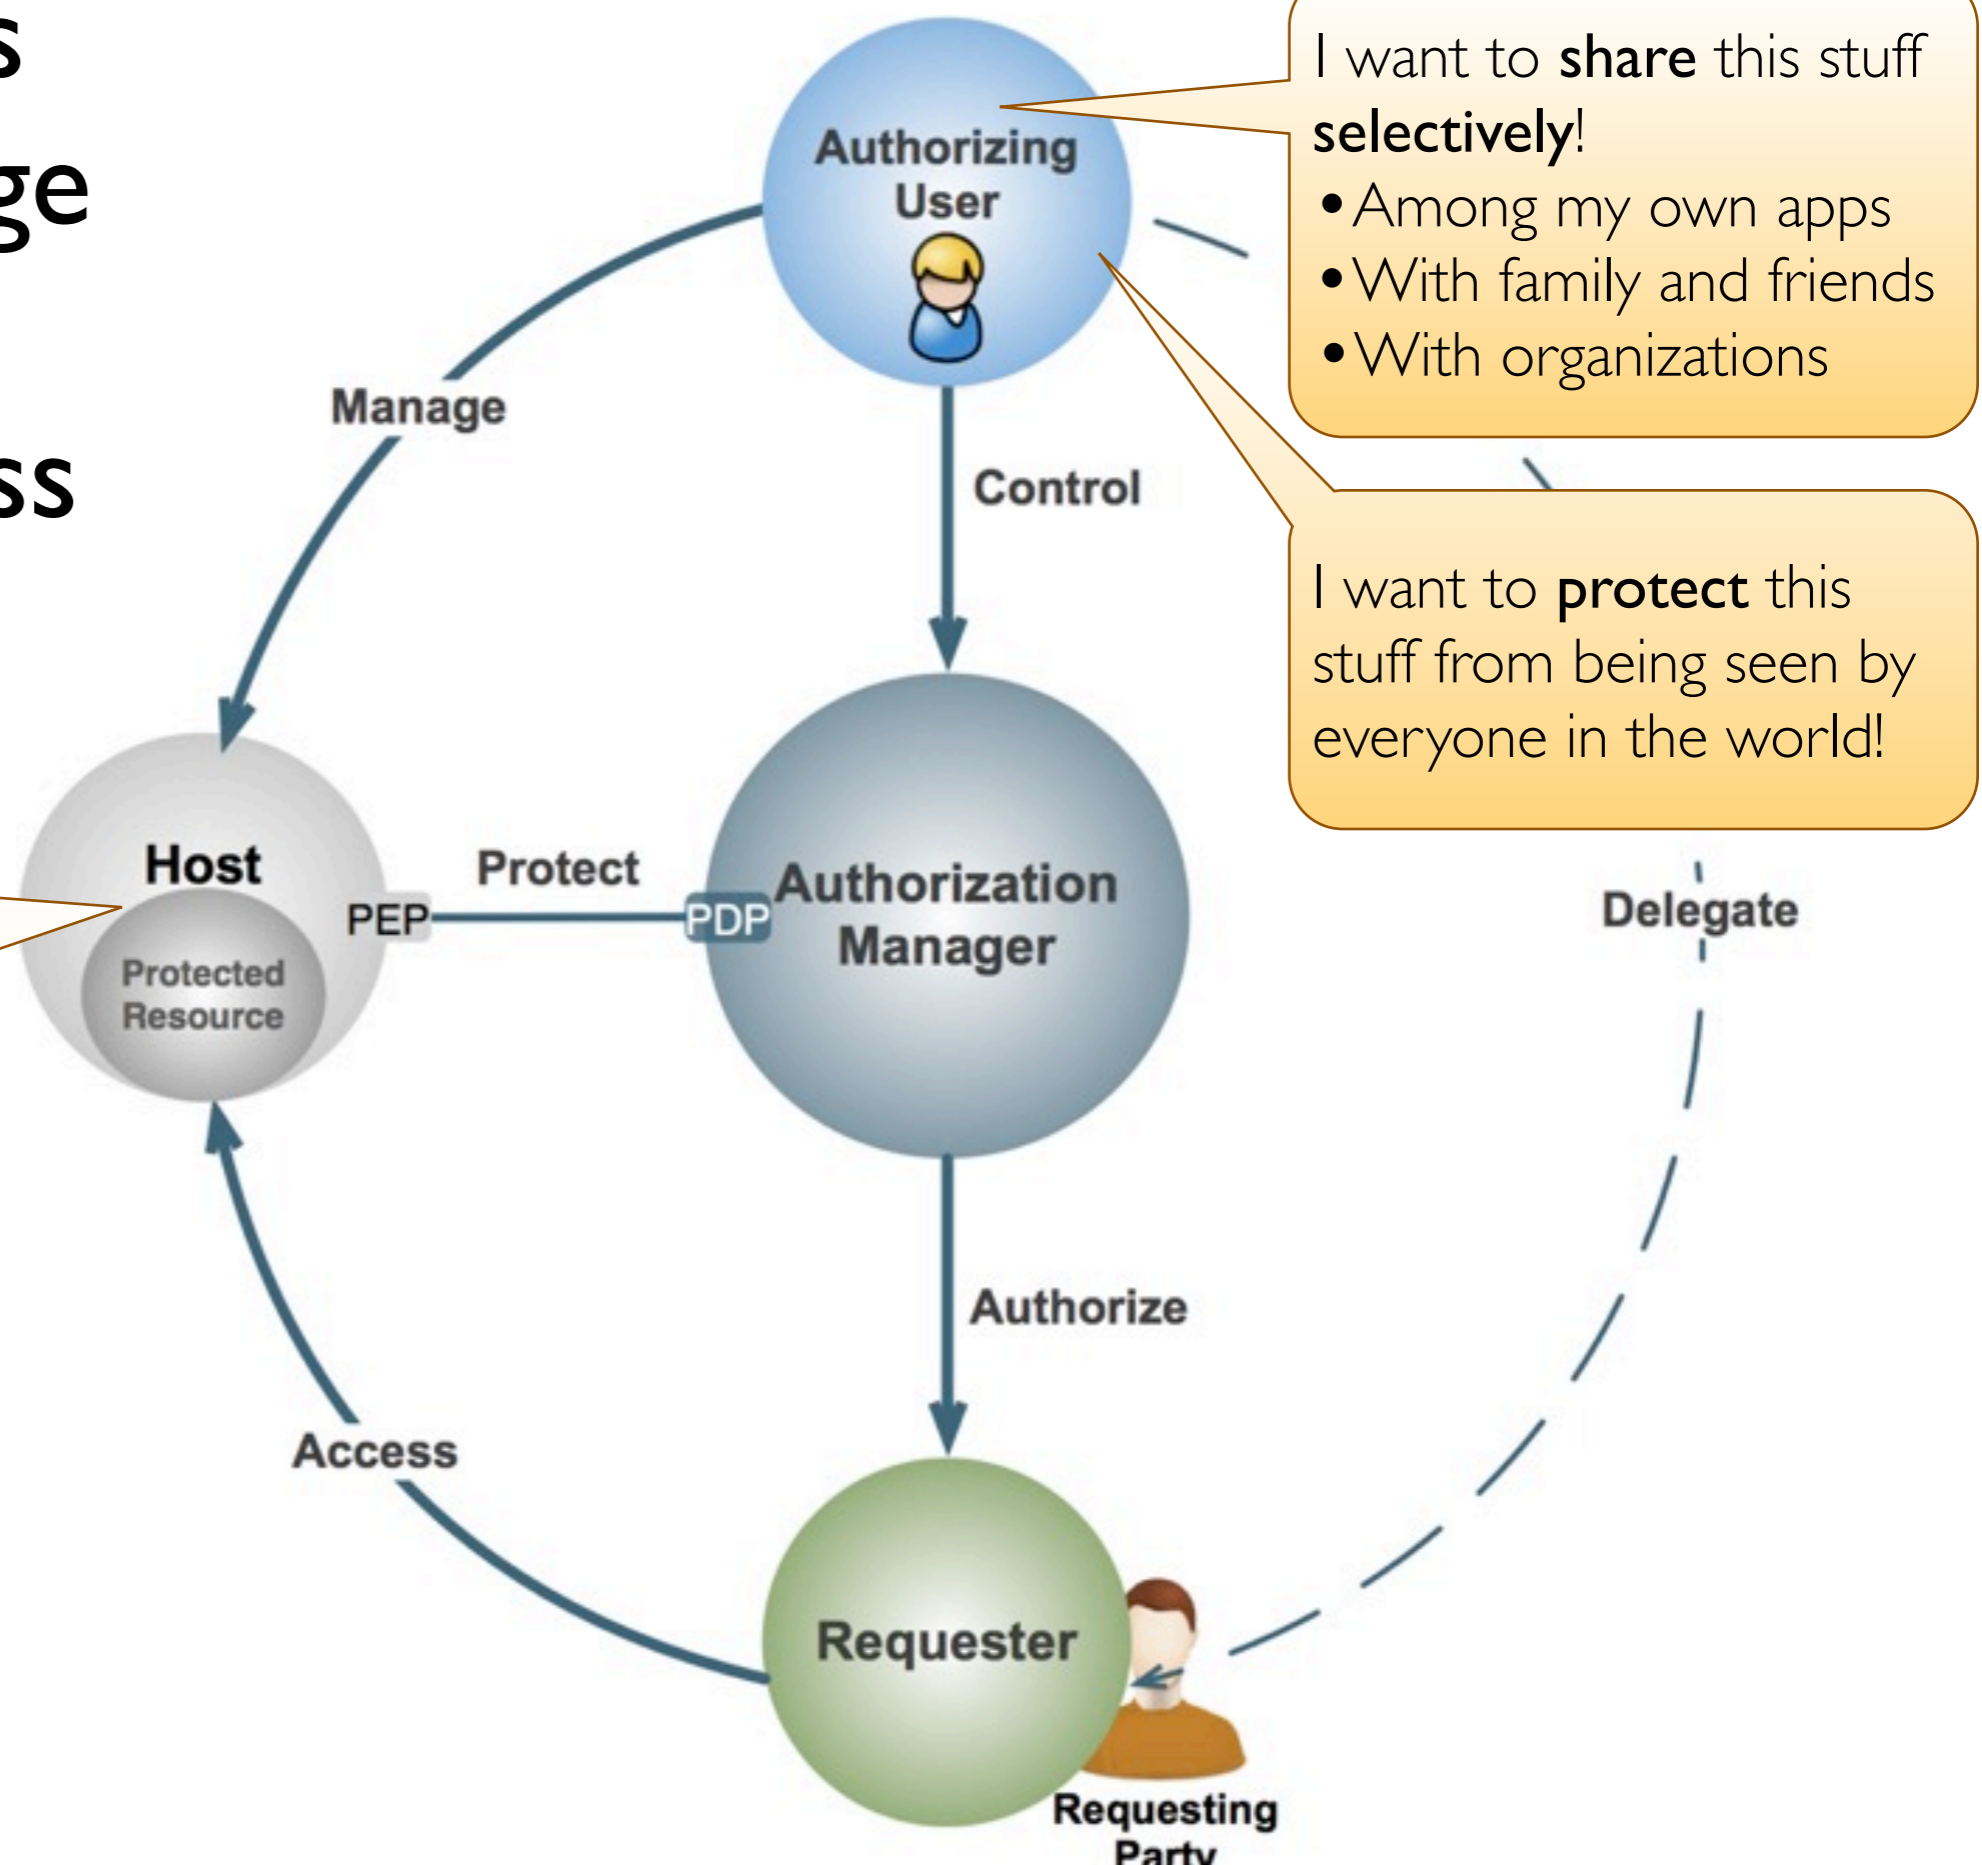 Authorizing
User
I want to share this stuff
selectively!
•Among my own apps
•With family and friends
•With organizations
Manage
Control
I want to protect this
stuff from being seen by
everyone in the world!
Host
Protected
Resource
PEP
Protect
PDP
Authorization
Manager
Delegate
Authorize
Access
Requester
Requesting
Party